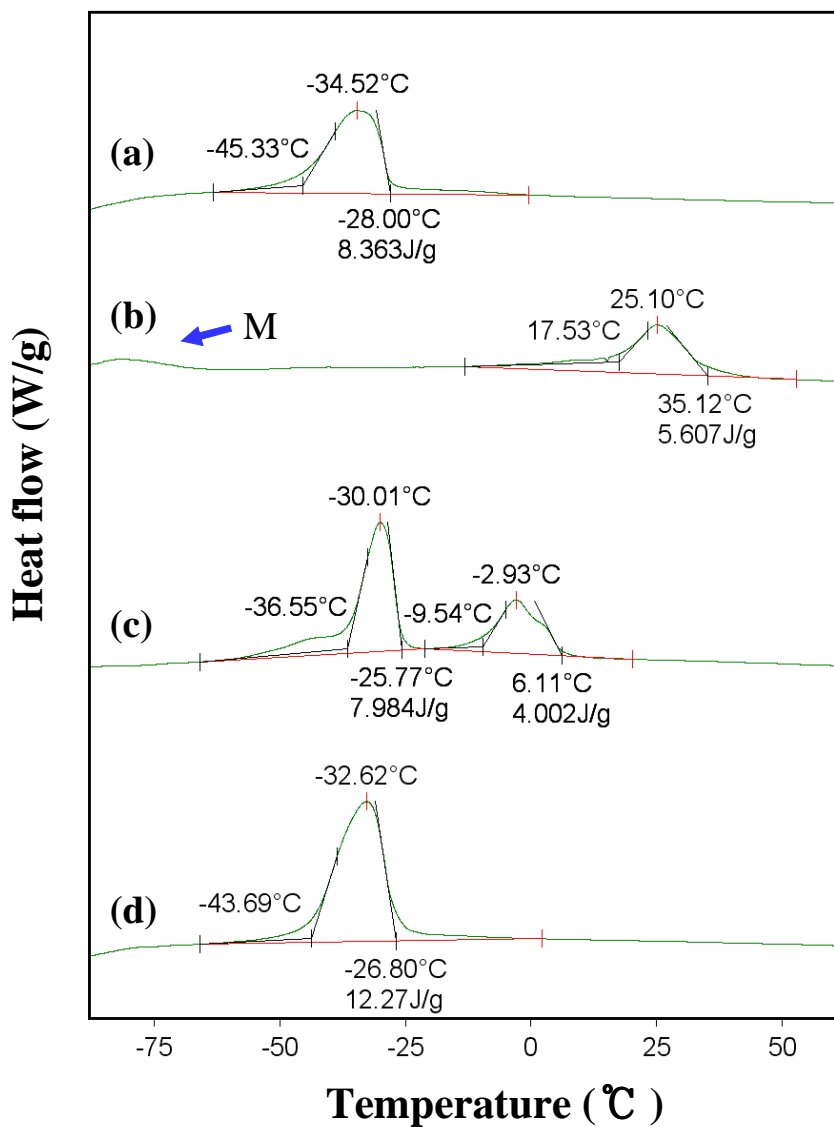 -34.52°C
(a)
-45.33°C
-28.00°C
8.363J/g
25.10°C
(b)
M
17.53°C
35.12°C
5.607J/g
-30.01°C
-2.93°C
-36.55°C
-9.54°C
(c)
-25.77°C
7.984J/g
6.11°C
4.002J/g
-32.62°C
-43.69°C
(d)
-26.80°C
12.27J/g
Heat flow (W/g)
-75 -50 -25 0 25 50
Temperature (℃)